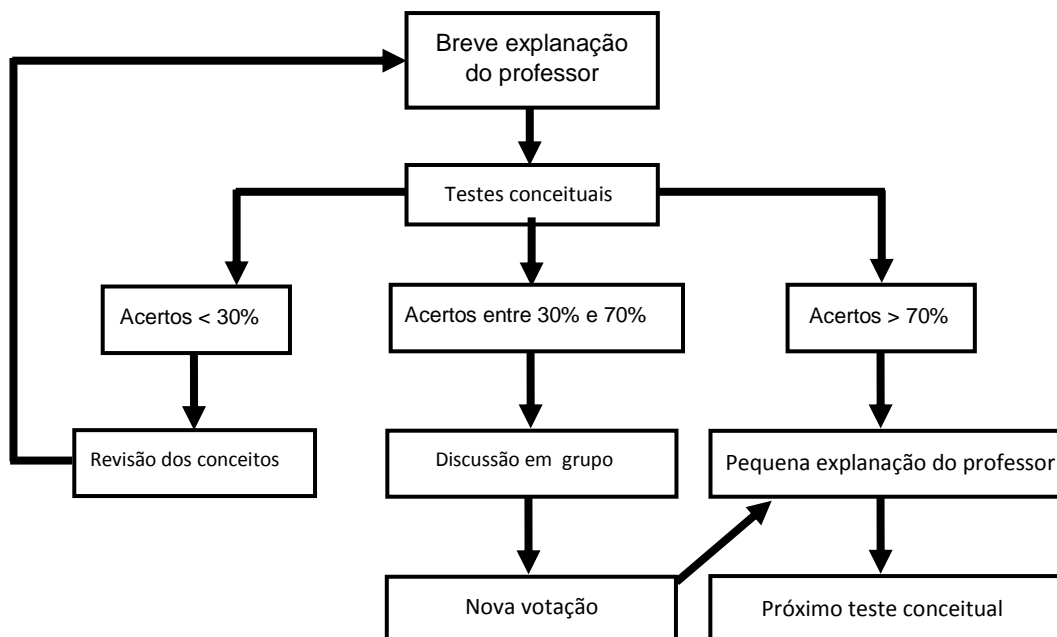 Breve explanação
do professor
Testes conceituais
Acertos < 30%
Acertos entre 30% e 70%
Acertos > 70%
Revisão dos conceitos
Discussão em grupo
Pequena explanação do professor
Nova votação
Próximo teste conceitual